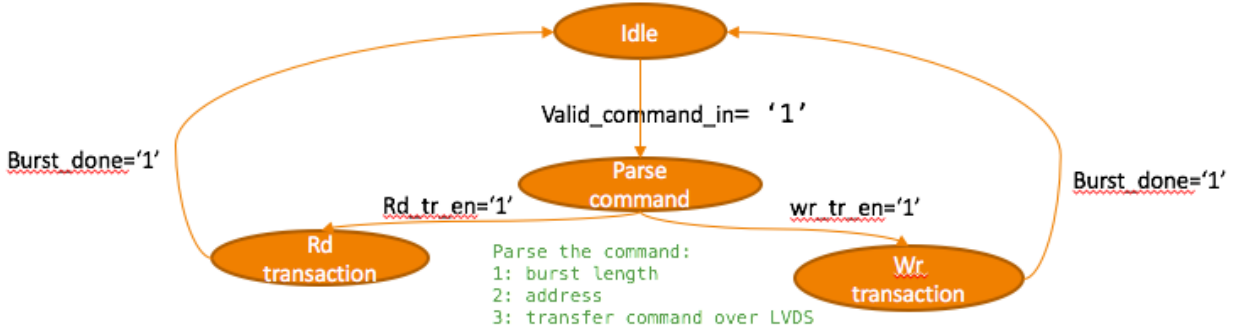 Idle
Valid_command_in= ‘1’
Burst_done=‘1’
Parse
command
Burst_done=‘1’
Rd_tr_en=‘1’
wr_tr_en=‘1’
Rd
transaction
Parse the command:
1: burst length
2: address
3: transfer command over LVDS
Wr
transaction